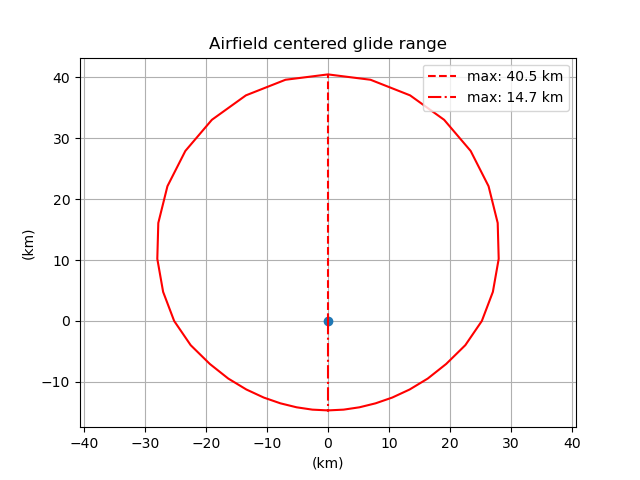 Airfield centered glide range
max: 40.5 km
max: 14.7 km
(km)
40
30
20
10
0
−10
−40 −30 −20 −10 0 10 20 30 40
(km)